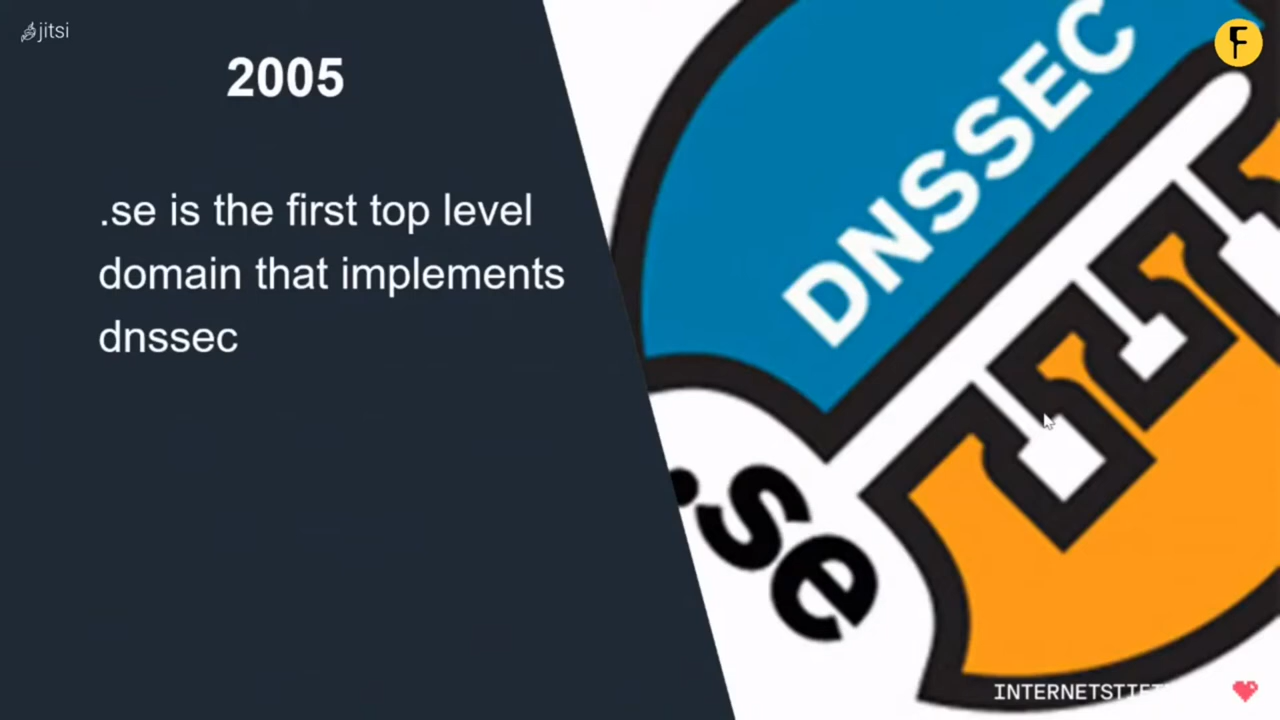 jitsi
F
2005
.se is the first top level
domain that implements
dnssec
DNSSEC
.se